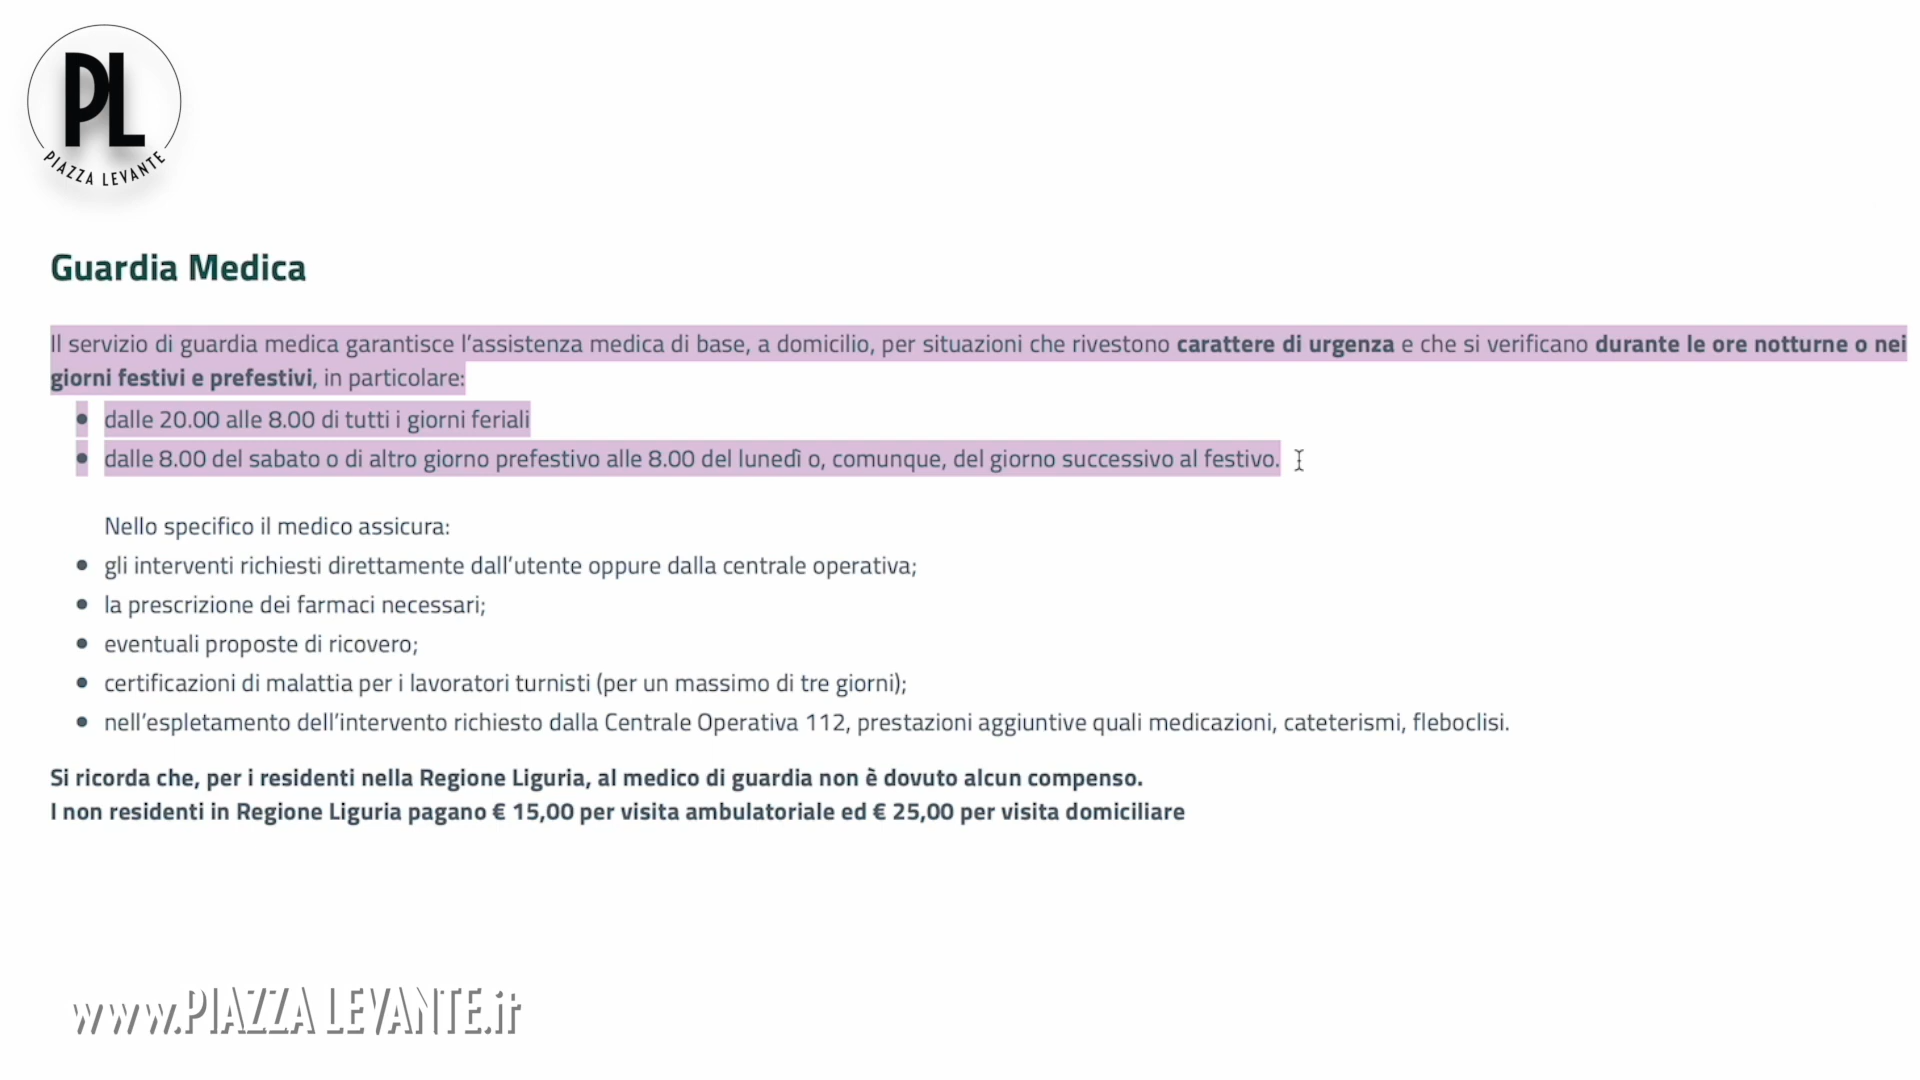 PL
PIAZZA LEVANTE
Guardia Medica
Il servizio di guardia medica garantisce l'assistenza medica di base, a domicilio, per situazioni che rivestono carattere di urgenza e che si verificano durante le ore notturne o nei
giorni festivi e prefestivi, in particolare:
• dalle 20.00 alle 8.00 di tutti i giorni feriali
• dalle 8.00 del sabato o di altro giorno prefestivo alle 8.00 del lunedì o, comunque, del giorno successivo al festivo.
Nello specifico il medico assicura:
• gli interventi richiesti direttamente dall'utente oppure dalla centrale operativa;
• la prescrizione dei farmaci necessari;
• eventuali proposte di ricovero;
• certificazioni di malattia per i lavoratori turnisti (per un massimo di tre giorni);
• nell'espletamento dell'intervento richiesto dalla Centrale Operativa 112, prestazioni aggiuntive quali medicazioni, cateterismi, fleboclisi.
Si ricorda che, per i residenti nella Regione Liguria, al medico di guardia non è dovuto alcun compenso.
I non residenti in Regione Liguria pagano € 15,00 per visita ambulatoriale ed € 25,00 per visita domiciliare
www.PIAZZA LEVANTE.it